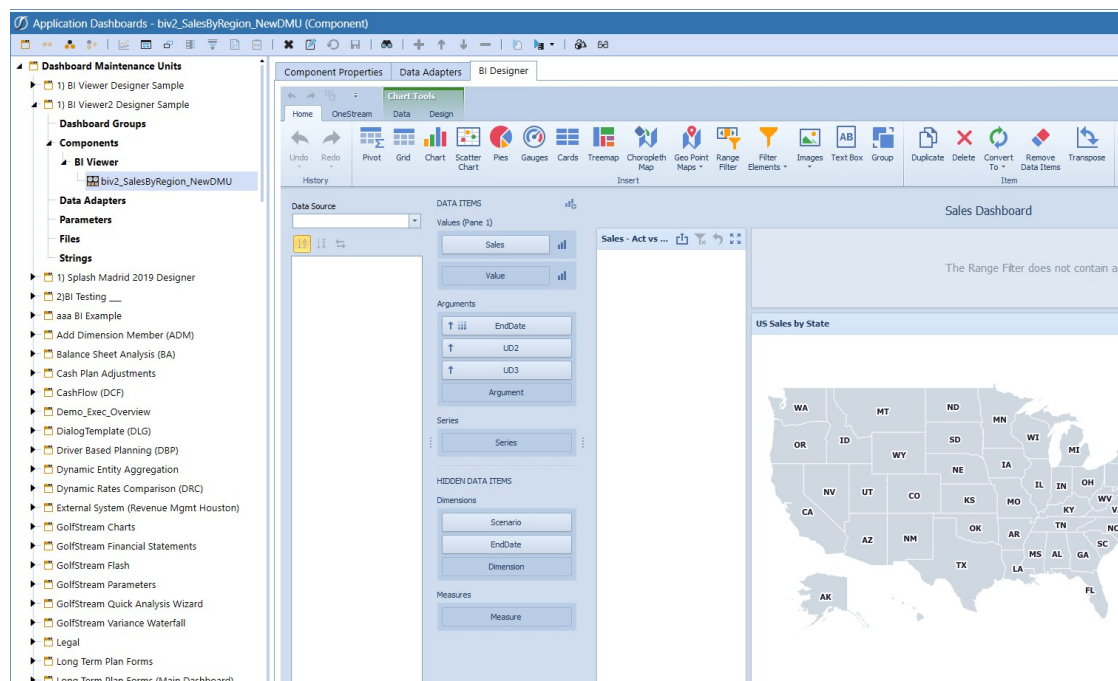 Application Dashboards - biv2_SalesByRegion_NewDMU (Component)
Dashboard Maintenance Units
1) BI Viewer Designer Sample
1) BI Viewer2 Designer Sample
Dashboard Groups
Components
BI Viewer
biv2_SalesByRegion_NewDMU
Data Adapters
Parameters
Files
Strings
1) Splash Madrid 2019 Designer
2)BI Testing __
aaa BI Example
Add Dimension Member (ADM)
Balance Sheet Analysis (BA)
Cash Plan Adjustments
CashFlow (DCF)
Demo_Exec_Overview
DialogTemplate (DLG)
Driver Based Planning (DBP)
Dynamic Entity Aggregation
Dynamic Rates Comparison (DRC)
External System (Revenue Mgmt Houston)
GolfStream Charts
GolfStream Financial Statements
GolfStream Flash
GolfStream Parameters
GolfStream Quick Analysis Wizard
GolfStream Variance Waterfall
Legal
Long Term Plan Forms
Long Term Plan Forms (Main Dashboard)
Component Properties Data Adapters BI Designer
Chart Tools
Home OneStream Data Design
Undo Redo Pivot Grid Chart Scatter Chart Pies Gauges Cards Treemap Choropleth Map Geo Point Maps Range Filter Filter Elements Images AB Text Box Group Duplicate Delete Convert To Remove Data Items Transpose
History Insert Item
Data Source
DATA ITEMS
Values (Pane 1)
Sales
Value
Arguments
EndDate
UD2
UD3
Argument
Series
Series
HIDDEN DATA ITEMS
Dimensions
Scenario
EndDate
Dimension
Measures
Measure
Sales Dashboard
Sales - Act vs ...
The Range Filter does not contain a
US Sales by State
WA MT ND MN
OR ID SD WI MI
WY NE IA
NV UT CO IL IN OH
CA KS MO KY WV
AZ NM OK AR TN NC
SC
MS AL GA
TX LA
AK FL